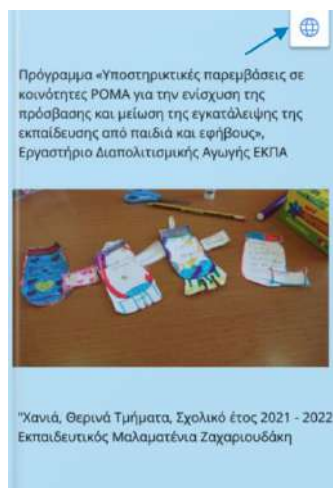 Πρόγραμμα «Υποστηρικτικές παρεμβάσεις σε
κοινότητες ΡΟΜΑ για την ενίσχυση της
πρόσβασης και μείωση της εγκατάλειψης της
εκπαίδευσης από παιδιά και εφήβους»,
Εργαστήριο Διαπολιτισμικής Αγωγής ΕΚΠΑ
"Χανιά, Θερινά Τμήματα, Σχολικό έτος 2021 - 2022
Εκπαιδευτικός Μαλαματένια Ζαχαριουδάκη